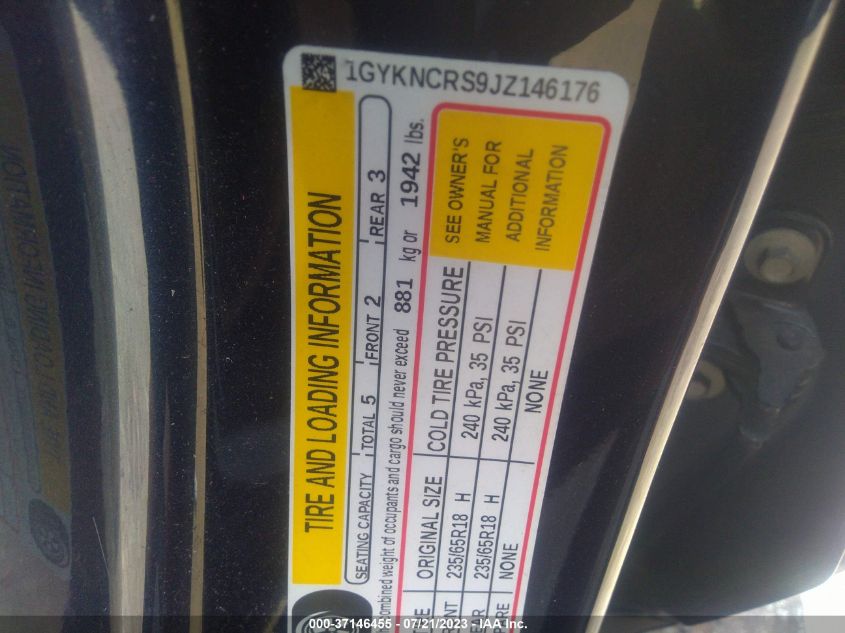 1GYKNCRS9JZ146176
TIRE AND LOADING INFORMATION
SEATING CAPACITY TOTAL 5 FRONT 2 REAR 3
weight of occupants and cargo should never exceed 881 kg or 1942 lbs.
ORIGINAL SIZE COLD TIRE PRESSURE
235/65R18 H 240 kPa, 35 PSI
235/65R18 H 240 kPa, 35 PSI
NONE NONE
SEE OWNER'S
MANUAL FOR
ADDITIONAL
INFORMATION
000-37146455 - 07/21/2023 - IAA Inc.